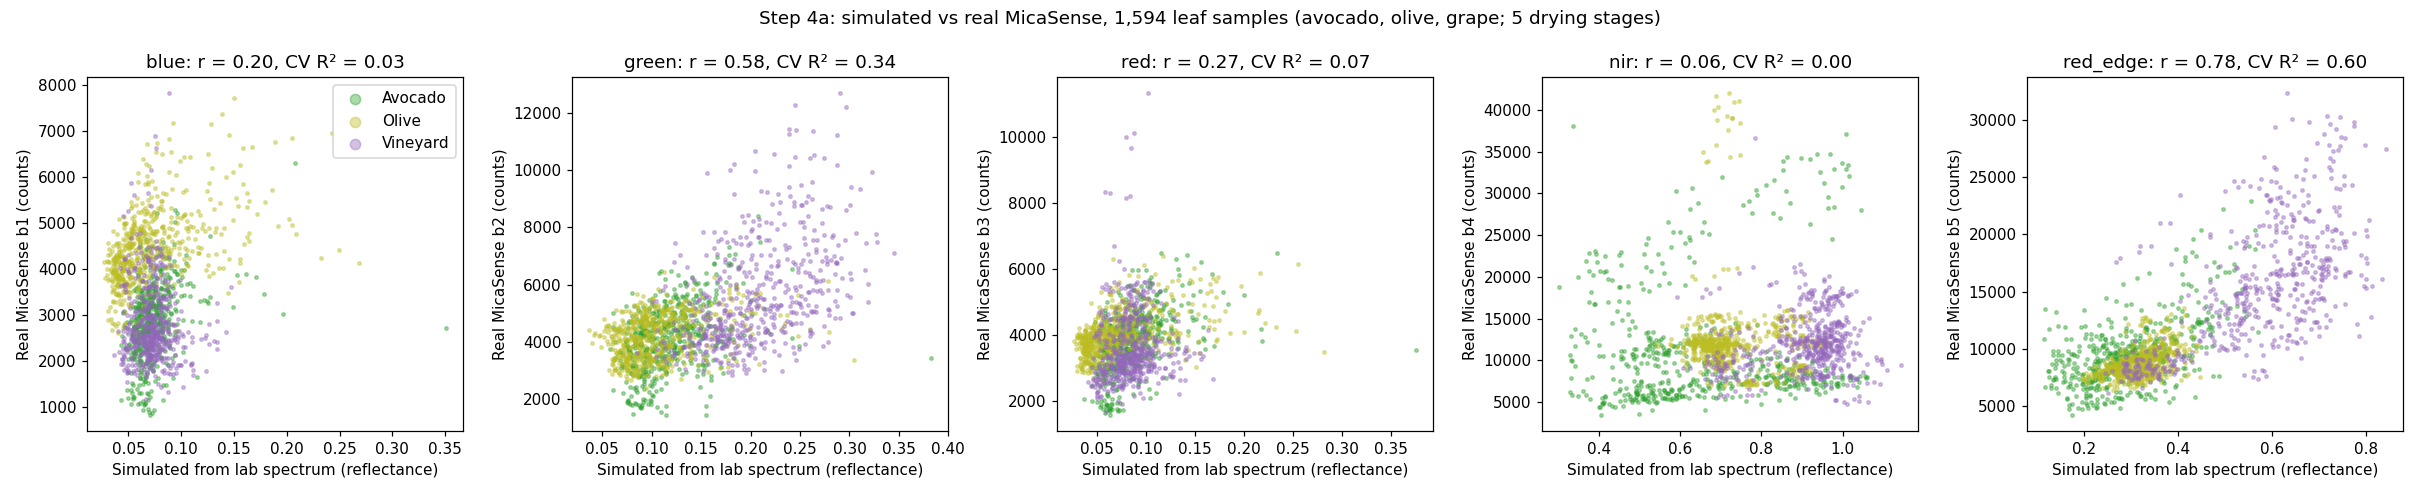 Step 4a: simulated vs real MicaSense, 1,594 leaf samples (avocado, olive, grape; 5 drying stages)
blue: r = 0.20, CV R² = 0.03
Real MicaSense b1 (counts)
8000
7000
6000
5000
4000
3000
2000
1000
Avocado
Olive
Vineyard
0.05 0.10 0.15 0.20 0.25 0.30 0.35
Simulated from lab spectrum (reflectance)
green: r = 0.58, CV R² = 0.34
Real MicaSense b2 (counts)
12000
10000
8000
6000
4000
2000
0.05 0.10 0.15 0.20 0.25 0.30 0.35 0.40
Simulated from lab spectrum (reflectance)
red: r = 0.27, CV R² = 0.07
Real MicaSense b3 (counts)
10000
8000
6000
4000
2000
0.05 0.10 0.15 0.20 0.25 0.30 0.35
Simulated from lab spectrum (reflectance)
nir: r = 0.06, CV R² = 0.00
Real MicaSense b4 (counts)
40000
35000
30000
25000
20000
15000
10000
5000
0.4 0.6 0.8 1.0
Simulated from lab spectrum (reflectance)
red_edge: r = 0.78, CV R² = 0.60
Real MicaSense b5 (counts)
30000
25000
20000
15000
10000
5000
0.2 0.4 0.6 0.8
Simulated from lab spectrum (reflectance)